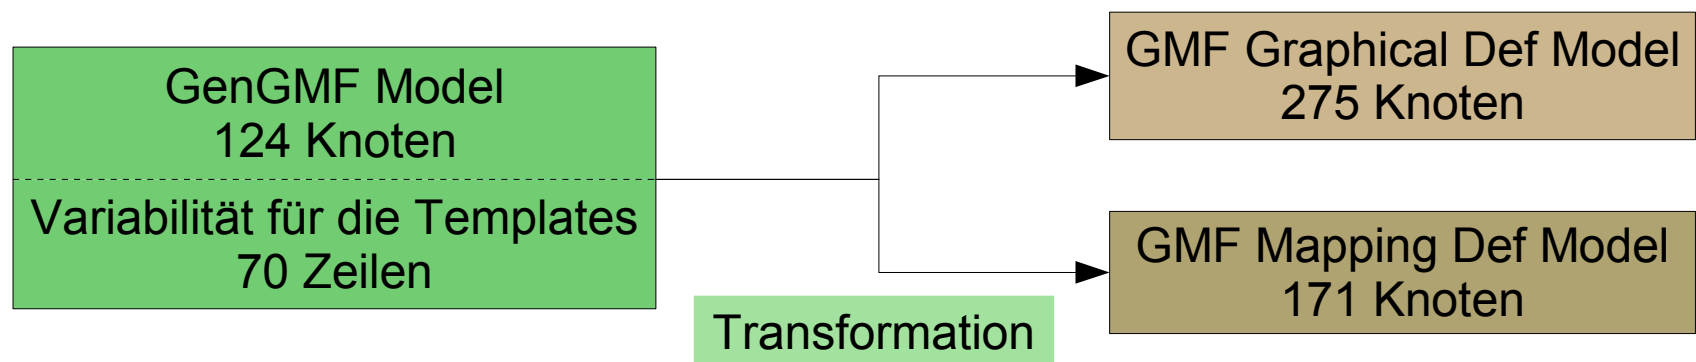 GenGMF Model
124 Knoten
Variabilität für die Templates
70 Zeilen
Transformation
GMF Graphical Def Model
275 Knoten
GMF Mapping Def Model
171 Knoten